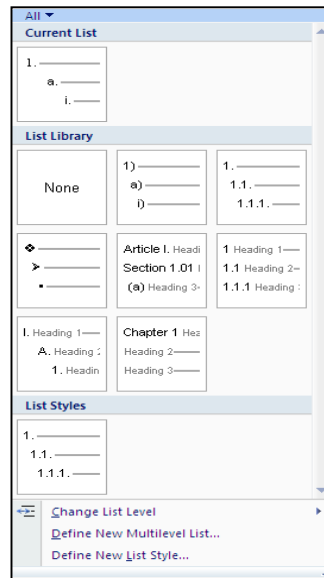 All
Current List
1.
a.
i.
List Library
None
1)
a)
i)
1.
1.1.
1.1.1.
Article I. Headi
Section 1.01
(a) Heading 3
1 Heading 1
1.1 Heading 2
1.1.1 Heading
I. Heading 1
A. Heading
1. Headin
Chapter 1 Hea
Heading 2
Heading 3
List Styles
1.
1.1.
1.1.1.
Change List Level
Define New Multilevel List...
Define New List Style...